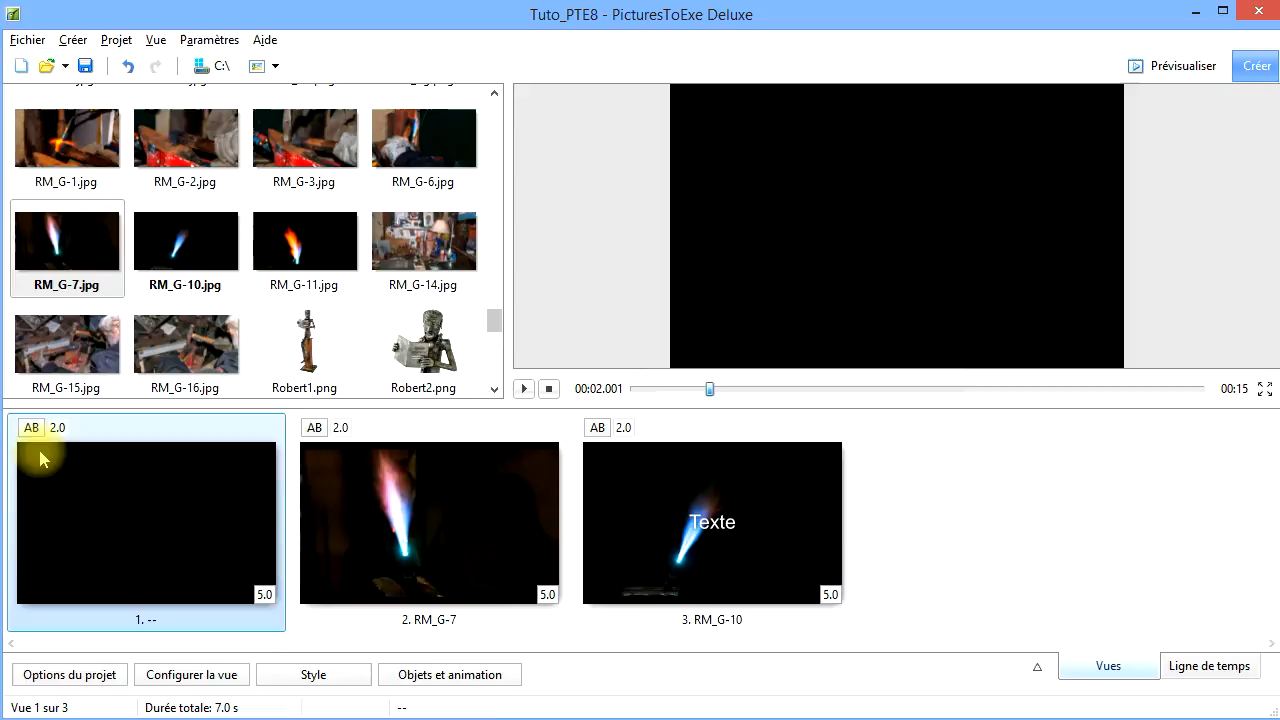 Tuto_PTE8 - PicturesToExe Deluxe
Fichier Créer Projet Vue Paramètres Aide
C:\ Prévisualiser Créer
RM_G-1.jpg RM_G-2.jpg RM_G-3.jpg RM_G-6.jpg
RM_G-7.jpg RM_G-10.jpg RM_G-11.jpg RM_G-14.jpg
RM_G-15.jpg RM_G-16.jpg Robert1.png Robert2.png
00:02.001 00:15
AB 2.0 AB 2.0 AB 2.0
Texte
5.0 5.0 5.0
1. -- 2. RM_G-7 3. RM_G-10
Options du projet Configurer la vue Style Objets et animation Vues Ligne de temps
Vue 1 sur 3 Durée totale: 7.0 s --